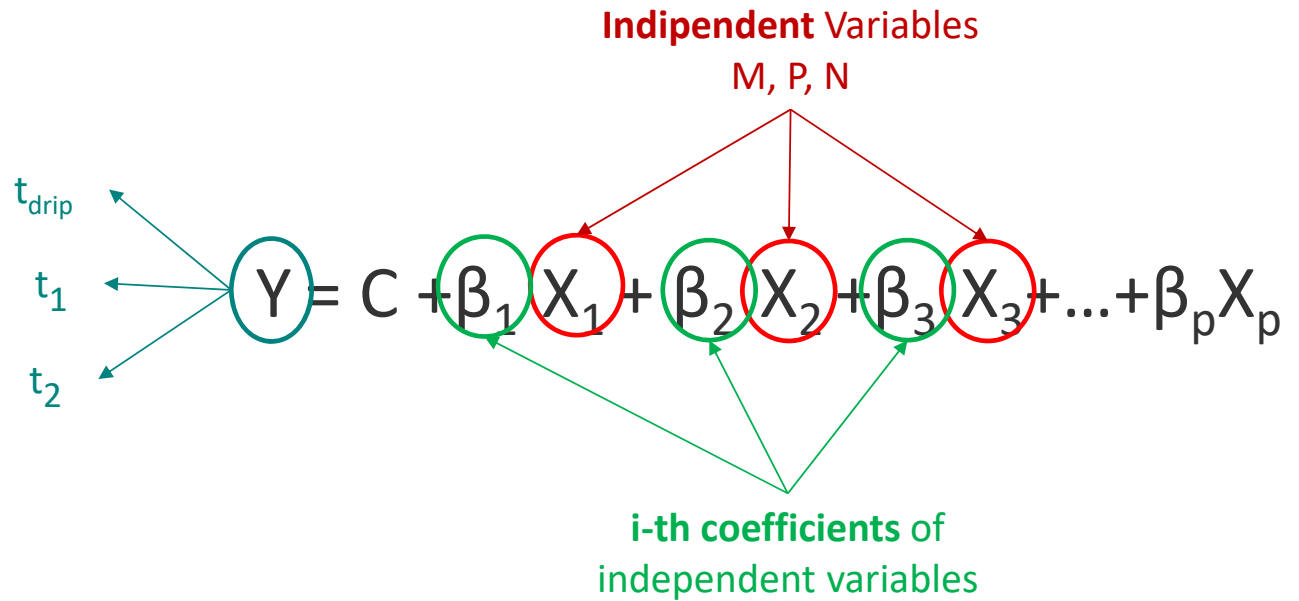 Indipendent Variables
M, P, N
t_drip
t_1
t_2
Y = C + β_1 X_1 + β_2 X_2 + β_3 X_3 +...+ β_p X_p
i-th coefficients of
independent variables